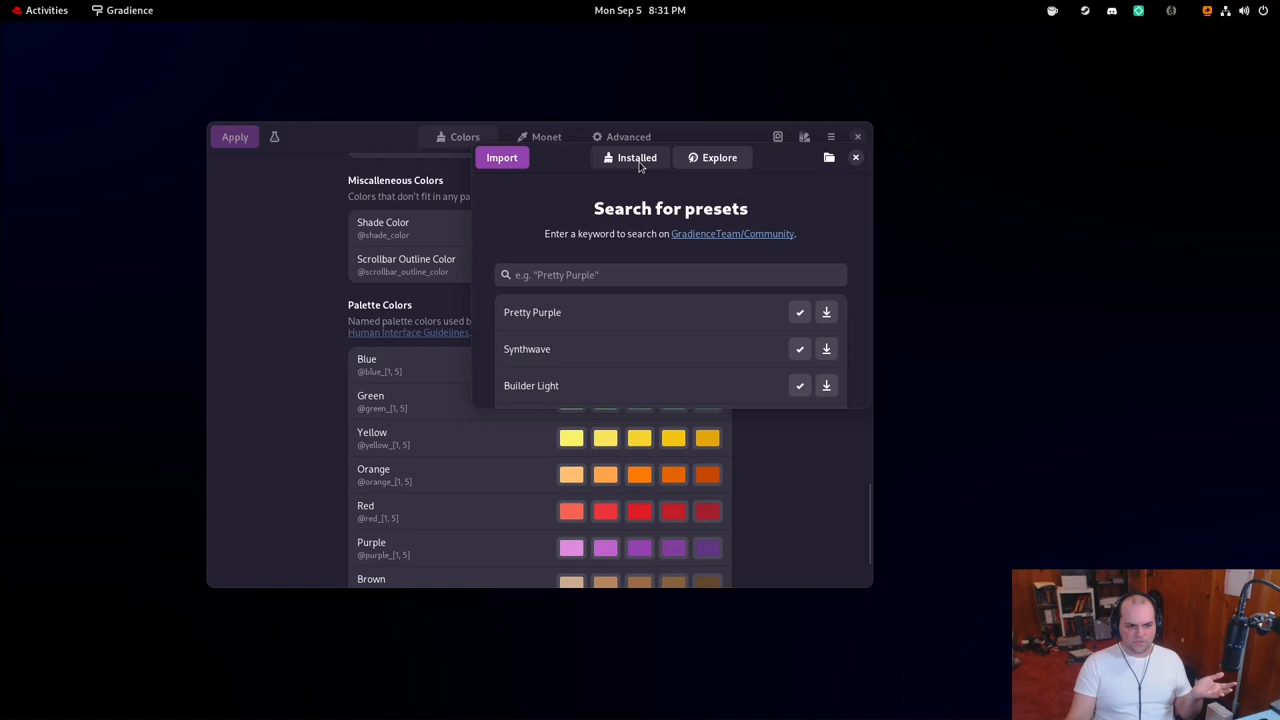 Activities
Gradience
Mon Sep 5 8:31 PM
Apply
Colors
Monet
Advanced
Import
Installed
Explore
Search for presets
Enter a keyword to search on GradienceTeam/Community.
e.g. "Pretty Purple"
Pretty Purple
Synthwave
Builder Light
Miscalleneous Colors
Colors that don't fit in any pa
Shade Color
@shade_color
Scrollbar Outline Color
@scrollbar_outline_color
Palette Colors
Named palette colors used b
Human Interface Guidelines.
Blue
@blue_[1, 5]
Green
@green_[1, 5]
Yellow
@yellow_[1, 5]
Orange
@orange_[1, 5]
Red
@red_[1, 5]
Purple
@purple_[1, 5]
Brown